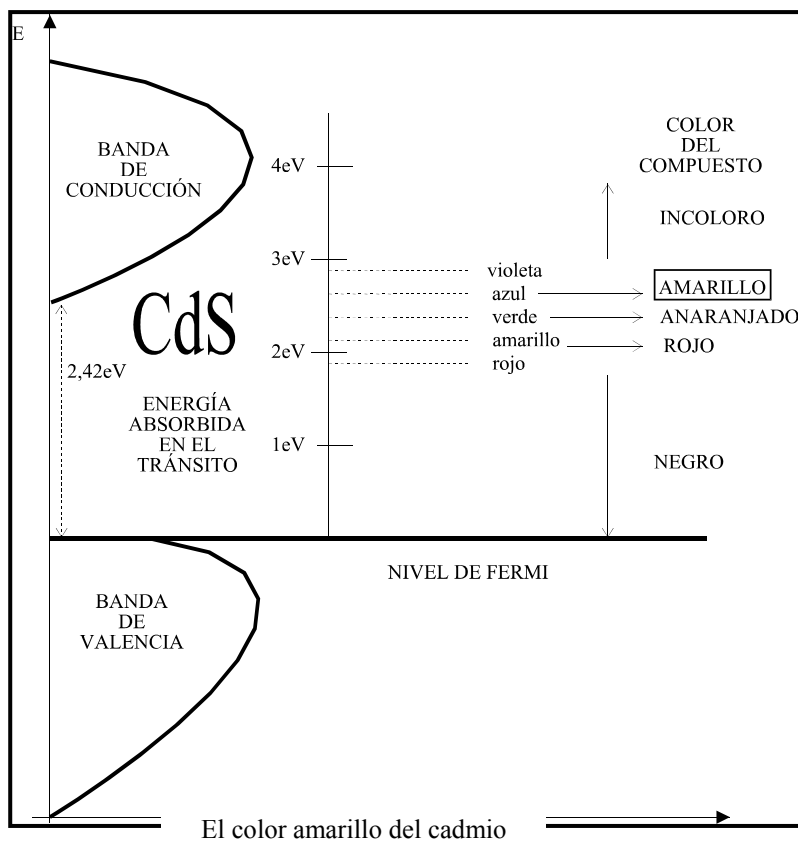 E
BANDA
DE
CONDUCCIÓN
4eV
COLOR
DEL
COMPUESTO
INCOLORO
3eV
violeta
azul
AMARILLO
CdS
verde
ANARANJADO
2eV
amarillo
ROJO
rojo
2,42eV
ENERGÍA
ABSORBIDA
EN EL
TRÁNSITO
1eV
NEGRO
NIVEL DE FERMI
BANDA
DE
VALENCIA
El color amarillo del cadmio